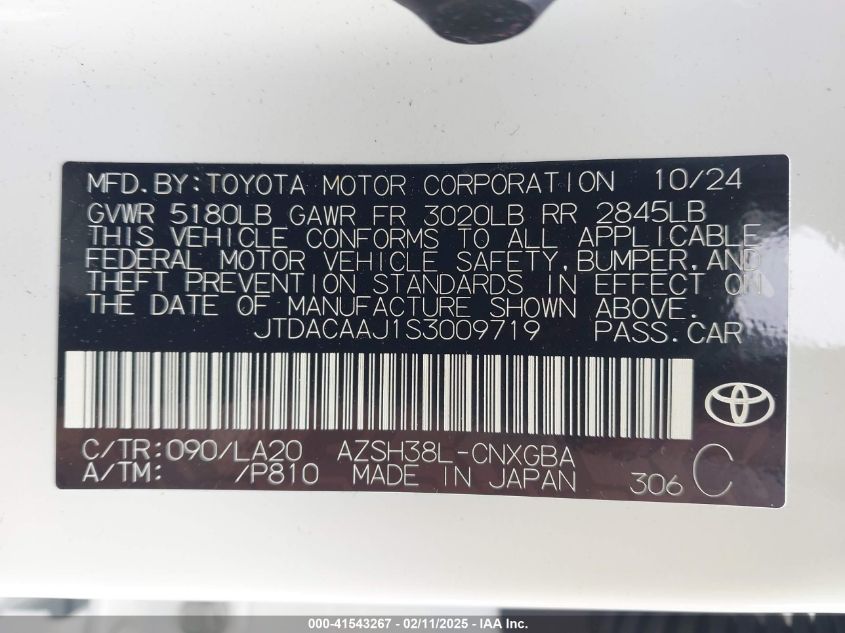 MFD.BY:TOYOTA MOTOR CORPORATION 10/24
GVWR 5180LB GAWR FR 3020LB RR 2845LB
THIS VEHICLE CONFORMS TO ALL APPLICABLE
FEDERAL MOTOR VEHICLE SAFETY,BUMPER,AND
THEFT PREVENTION STANDARDS IN EFFECT ON
THE DATE OF MANUFACTURE SHOWN ABOVE.
JTDACAAJ1S3009719 PASS.CAR
C/TR:090/LA20 AZSH38L-CNXGBA
A/TM: /P810 MADE IN JAPAN 306 C
000-41543267 - 02/11/2025 - IAA Inc.